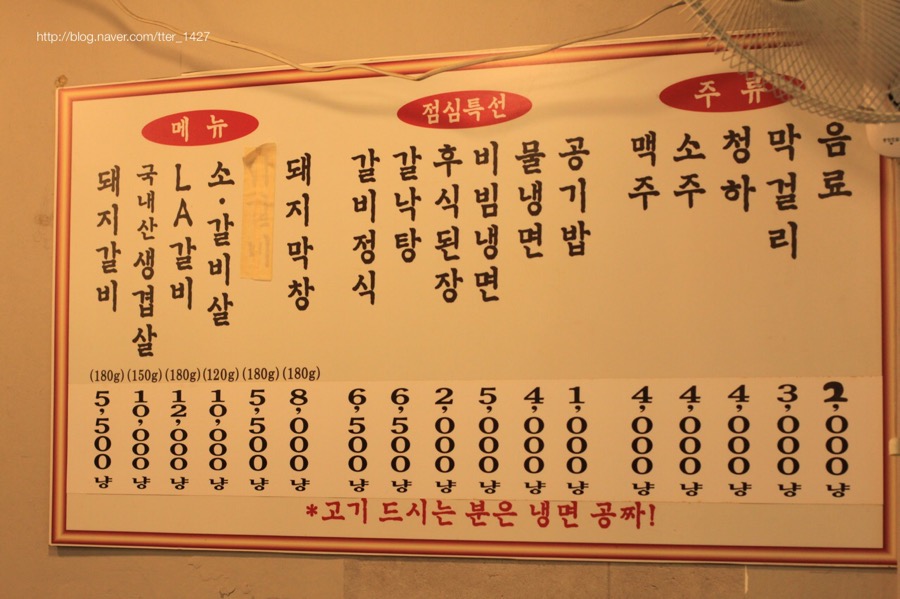 http://blog.naver.com/tter_1427
메 뉴
돼지갈비 (180g) 5,500냥
국내산생겹살 (150g) 10,000냥
LA갈비 (180g) 12,000냥
소·갈비살 (120g) 10,000냥
(180g) 5,500냥
돼지막창 (180g) 8,000냥
점심특선
갈비정식 6,500냥
갈낙탕 6,500냥
후식된장 2,000냥
비빔냉면 5,000냥
물냉면 4,000냥
공기밥 1,000냥
주 류
맥주 4,000냥
소주 4,000냥
청하 4,000냥
막걸리 3,000냥
음료 2,000냥
*고기 드시는 분은 냉면 공짜!